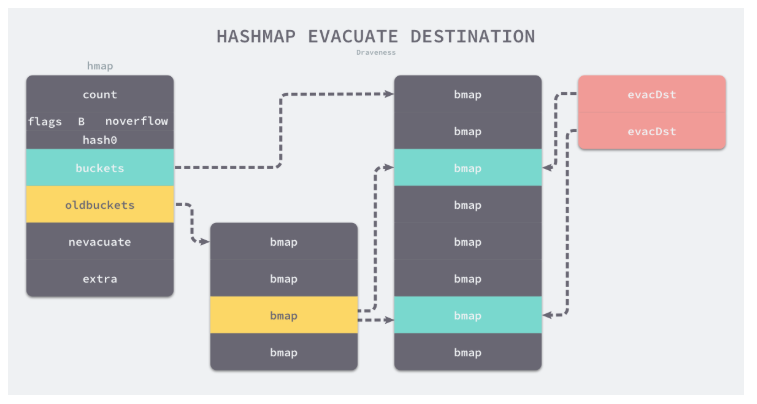 HASHMAP EVACUATE DESTINATION
Draveness
hmap
count
flags B noverflow
hash0
buckets
oldbuckets
nevacuate
extra
bmap
bmap
bmap
bmap
bmap
bmap
bmap
bmap
bmap
bmap
bmap
bmap
evacDst
evacDst